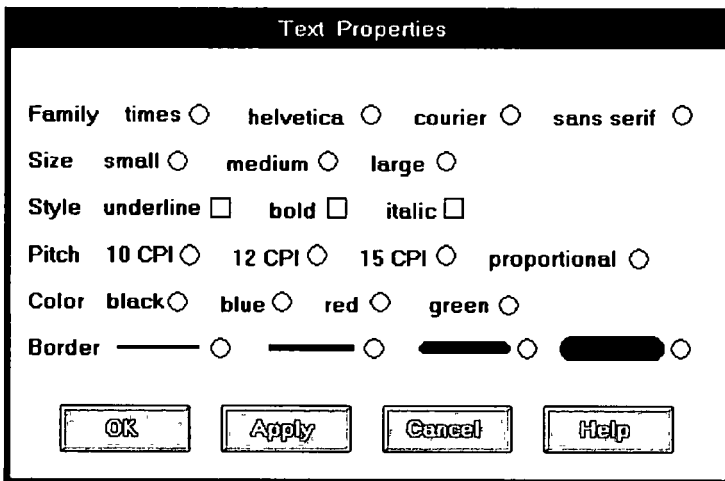 Text Properties
Family times helvetica courier sans serif
Size small medium large
Style underline bold italic
Pitch 10 CPI 12 CPI 15 CPI proportional
Color black blue red green
Border
OK Apply Cancel Help